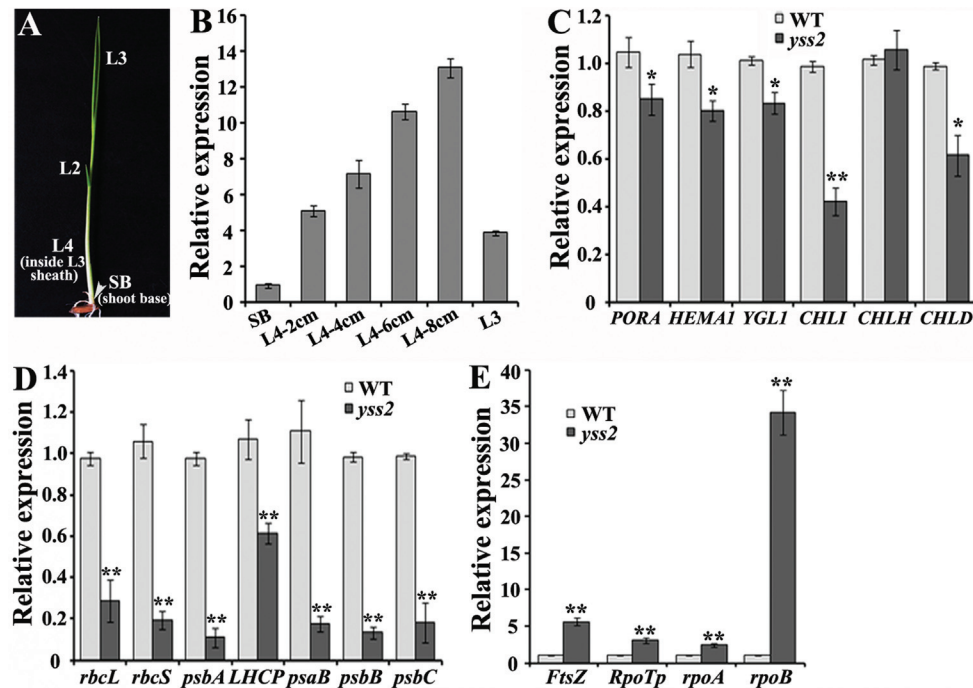 A
L3
L2
L4
(inside L3
sheath)
SB
(shoot base)
B
Relative expression
16
14
12
10
8
6
4
2
0
SB
L4-2cm
L4-4cm
L4-6cm
L4-8cm
L3
C
Relative expression
1.2
1.0
0.8
0.6
0.4
0.2
0
WT
yss2
*
*
*
**
*
PORA HEMA1 YGL1 CHLI CHLH CHLD
D
Relative expression
1.4
1.2
1.0
0.8
0.6
0.4
0.2
0
WT
yss2
**
**
**
**
**
**
**
rbcL rbcS psbA LHCP psaB psbB psbC
E
Relative expression
40
35
30
25
20
15
10
5
0
WT
yss2
**
**
**
**
FtsZ RpoTp rpoA rpoB